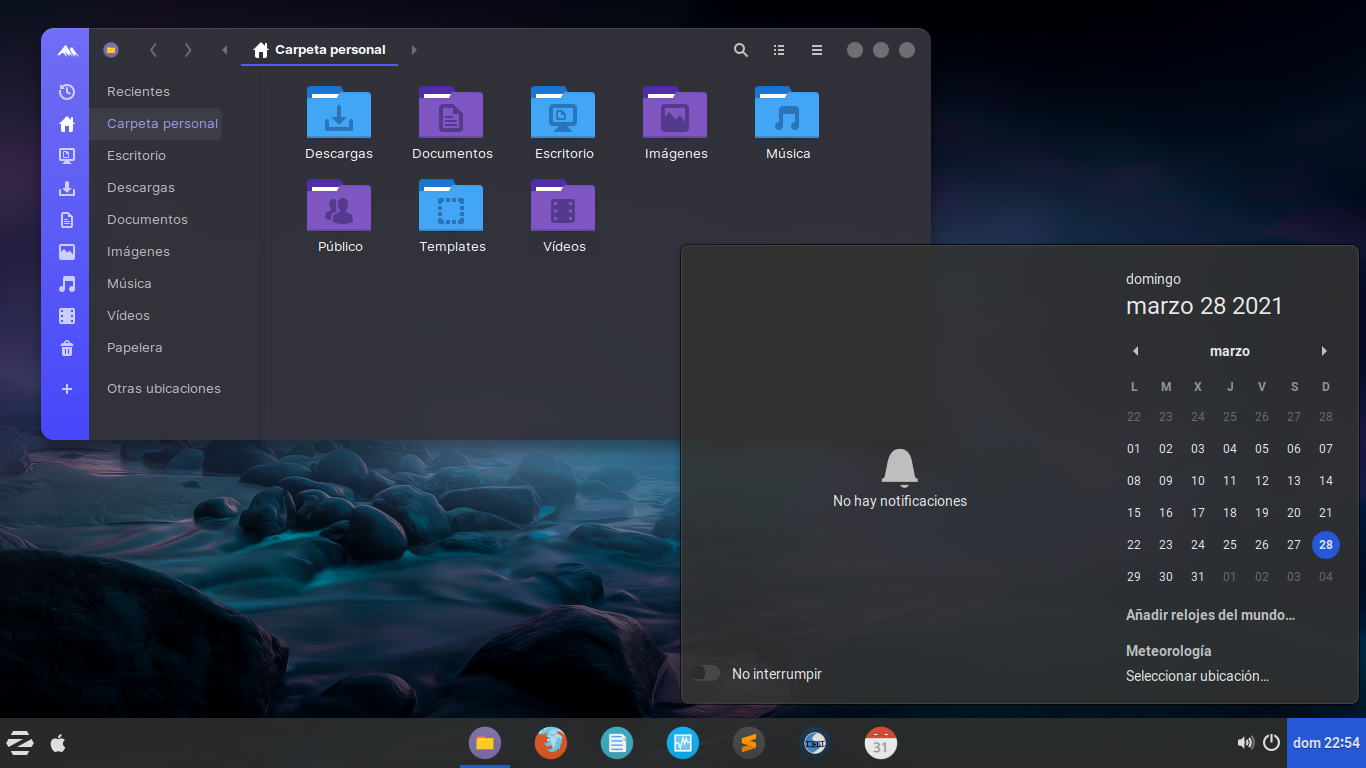 Carpeta personal
Recientes
Carpeta personal
Escritorio
Descargas
Documentos
Imágenes
Música
Vídeos
Papelera
Otras ubicaciones
Descargas Documentos Escritorio Imágenes Música
Público Templates Vídeos
No hay notificaciones
No interrumpir
domingo
marzo 28 2021
marzo
L M X J V S D
22 23 24 25 26 27 28
01 02 03 04 05 06 07
08 09 10 11 12 13 14
15 16 17 18 19 20 21
22 23 24 25 26 27 28
29 30 31 01 02 03 04
Añadir relojes del mundo…
Meteorología
Seleccionar ubicación…
31
dom 22:54